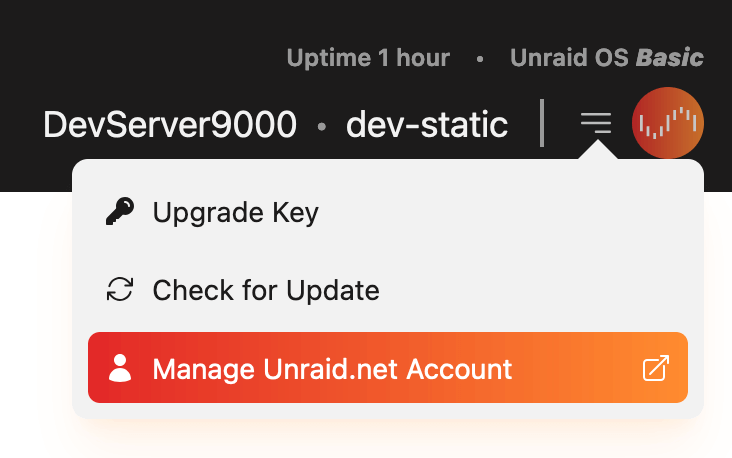 Uptime 1 hour • Unraid OS Basic
DevServer9000 • dev-static
Upgrade Key
Check for Update
Manage Unraid.net Account